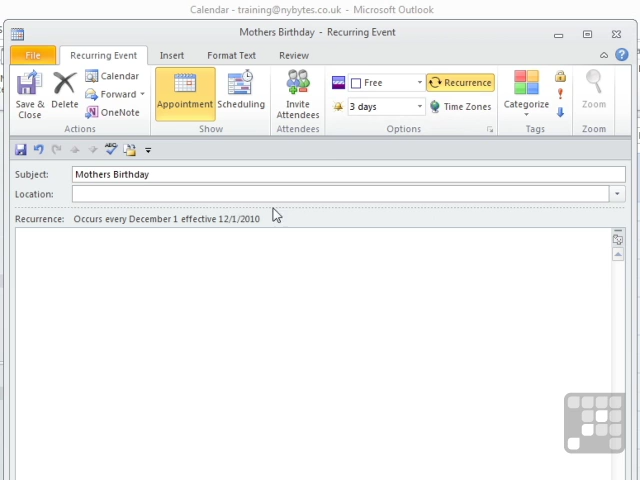 Calendar - training@nybytes.co.uk - Microsoft Outlook
Mothers Birthday - Recurring Event
File Recurring Event Insert Format Text Review
Save & Close
Delete
Calendar
Forward
OneNote
Actions
Appointment
Scheduling
Show
Invite Attendees
Attendees
Free
Recurrence
3 days
Time Zones
Options
Categorize
Tags
Zoom
Zoom
ABC
Subject: Mothers Birthday
Location:
Recurrence: Occurs every December 1 effective 12/1/2010